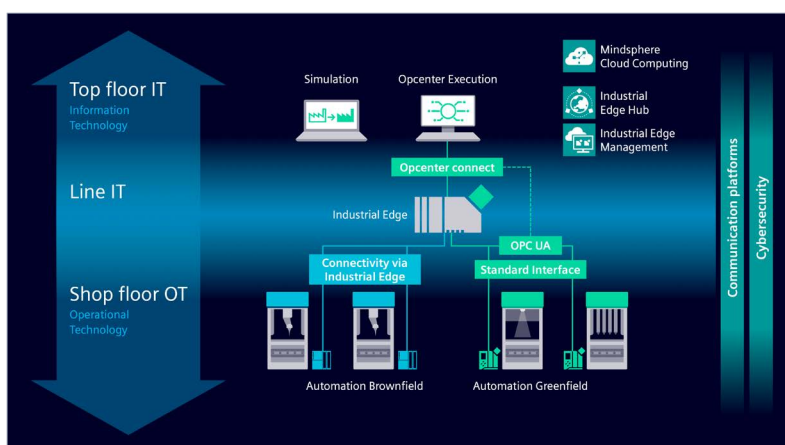 Top floor IT
Information
Technology
Line IT
Shop floor OT
Operational
Technology
Simulation
Opcenter Execution
Mindsphere
Cloud Computing
Industrial
Edge Hub
Industrial Edge
Management
Opcenter connect
Industrial Edge
OPC UA
Connectivity via
Industrial Edge
Standard Interface
Automation Brownfield
Automation Greenfield
Communication platforms
Cybersecurity